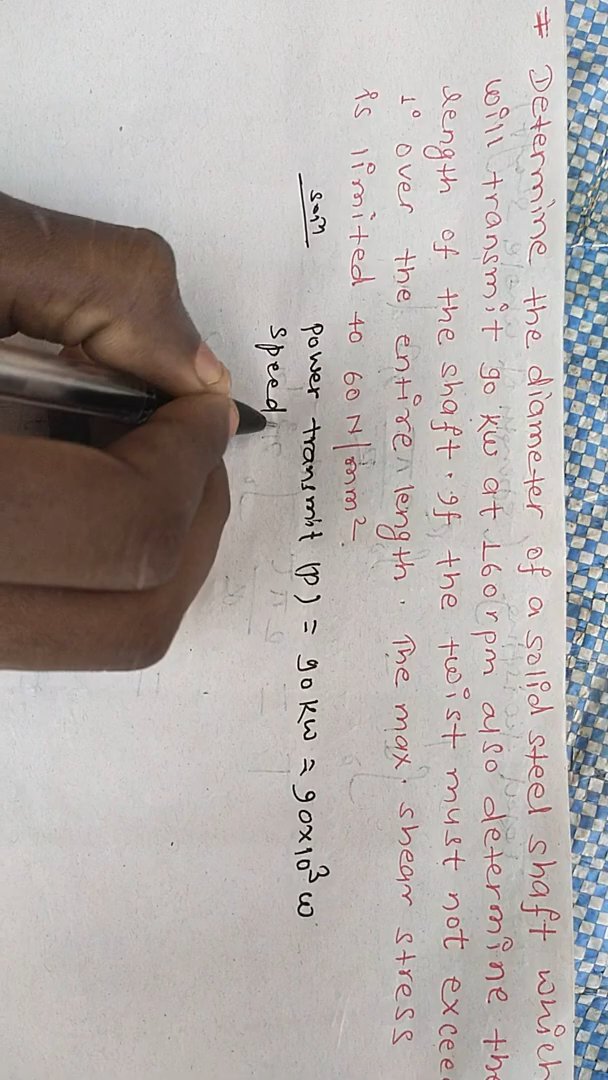 * Determine the diameter of a solid steel shaft which
will transmit 90 kw at 160 rpm also determine the
length of the shaft. If the twist must not exceed
1° over the entire length. The max. shear stress
is limited to 60 N/mm²
soln
power transmit (P) = 90 kw = 90×10³ w
speed